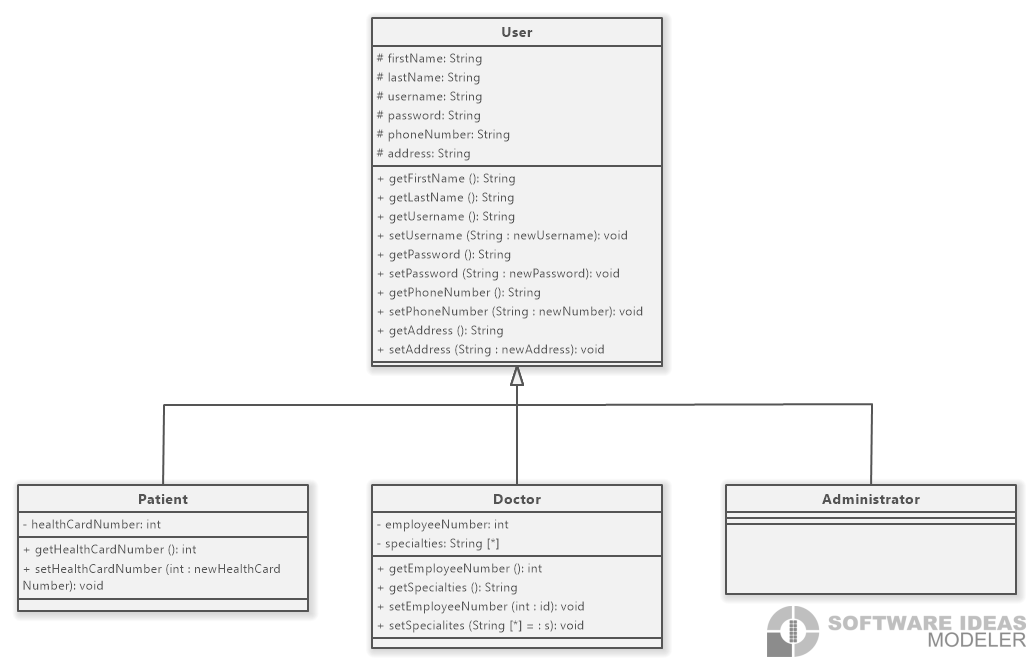 User
# firstName: String
# lastName: String
# username: String
# password: String
# phoneNumber: String
# address: String
+ getFirstName (): String
+ getLastName (): String
+ getUsername (): String
+ setUsername (String : newUsername): void
+ getPassword (): String
+ setPassword (String : newPassword): void
+ getPhoneNumber (): String
+ setPhoneNumber (String : newNumber): void
+ getAddress (): String
+ setAddress (String : newAddress): void
Patient
- healthCardNumber: int
+ getHealthCardNumber (): int
+ setHealthCardNumber (int : newHealthCard
Number): void
Doctor
- employeeNumber: int
- specialties: String [*]
+ getEmployeeNumber (): int
+ getSpecialties (): String
+ setEmployeeNumber (int : id): void
+ setSpecialites (String [*] = : s): void
Administrator
SOFTWARE IDEAS
MODELER